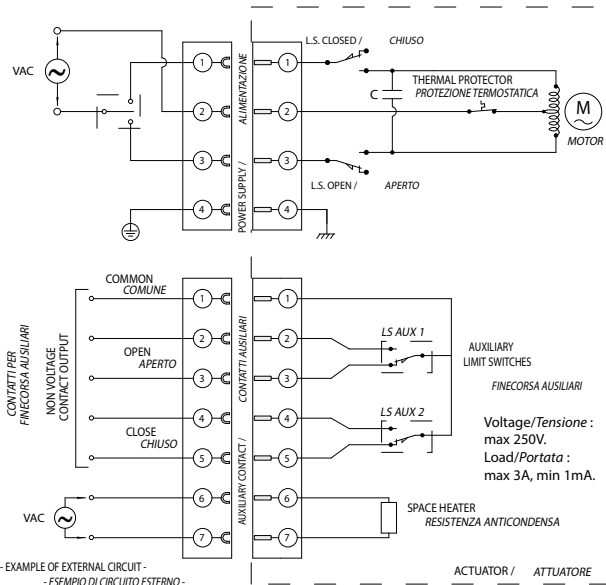 L.S. CLOSED / CHIUSO
VAC
1
2
3
4
POWER SUPPLY / ALIMENTAZIONE
1
2
3
4
C
THERMAL PROTECTOR
PROTEZIONE TERMOSTATICA
M
MOTOR
L.S. OPEN / APERTO
CONTATTI PER
FINECORSA AUSILIARI
NON VOLTAGE
CONTACT OUTPUT
COMMON
COMUNE
OPEN
APERTO
CLOSE
CHIUSO
VAC
1
2
3
4
5
6
7
AUXILIARY CONTACT / CONTATTI AUSILIARI
1
2
3
4
5
6
7
LS AUX 1
LS AUX 2
AUXILIARY
LIMIT SWITCHES
FINECORSA AUSILIARI
Voltage/Tensione :
max 250V.
Load/Portata :
max 3A, min 1mA.
SPACE HEATER
RESISTENZA ANTICONDENSA
- EXAMPLE OF EXTERNAL CIRCUIT -
- ESEMPIO DI CIRCUITO ESTERNO -
ACTUATOR / ATTUATORE